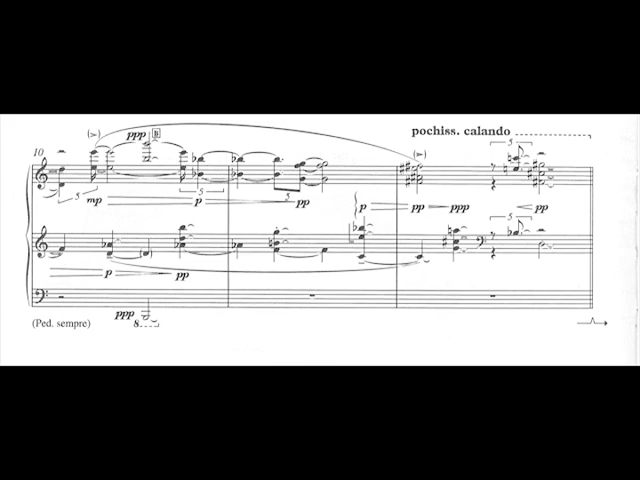 pochiss. calando
(>) ppp B (>)
10
5 5 5
mp p pp
p pp ppp pp
5
p pp
(Ped. sempre) ppp
8